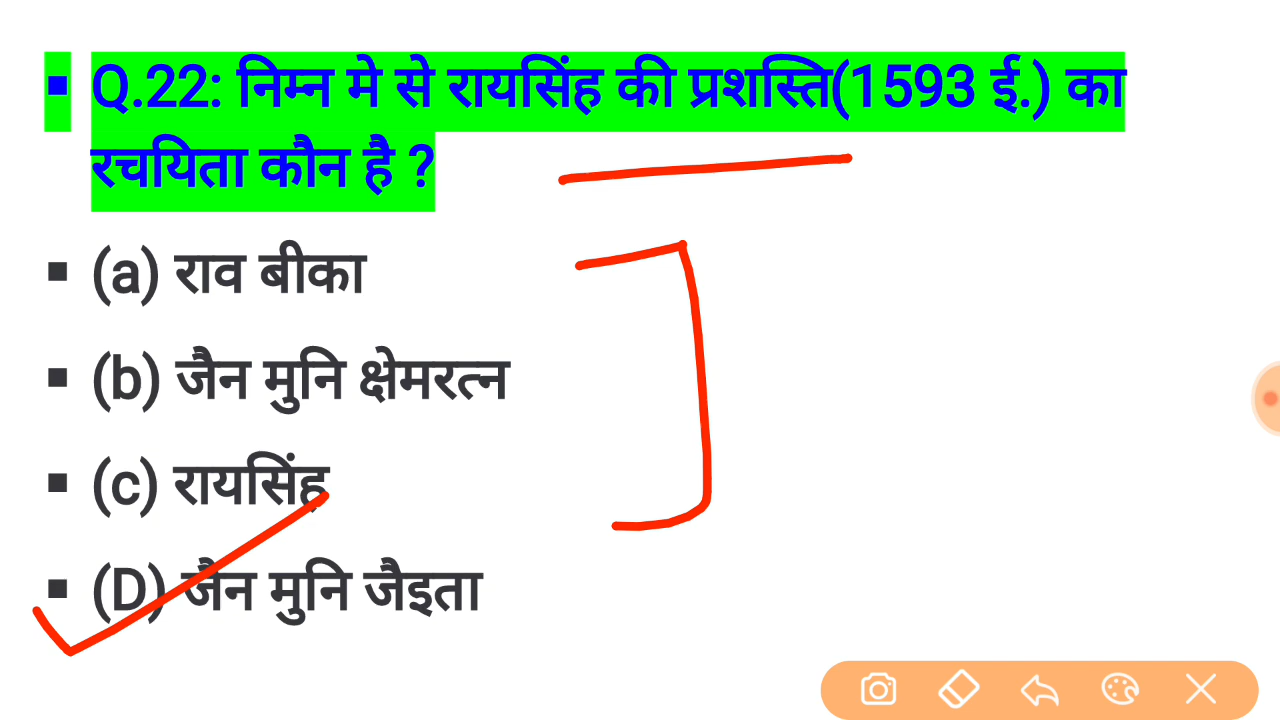 ▪ Q.22: निम्न मे से रायसिंह की प्रशस्ति(1593 ई.) का
रचयिता कौन है ?
▪ (a) राव बीका
▪ (b) जैन मुनि क्षेमरत्न
▪ (c) रायसिंह
▪ (D) जैन मुनि जैइता